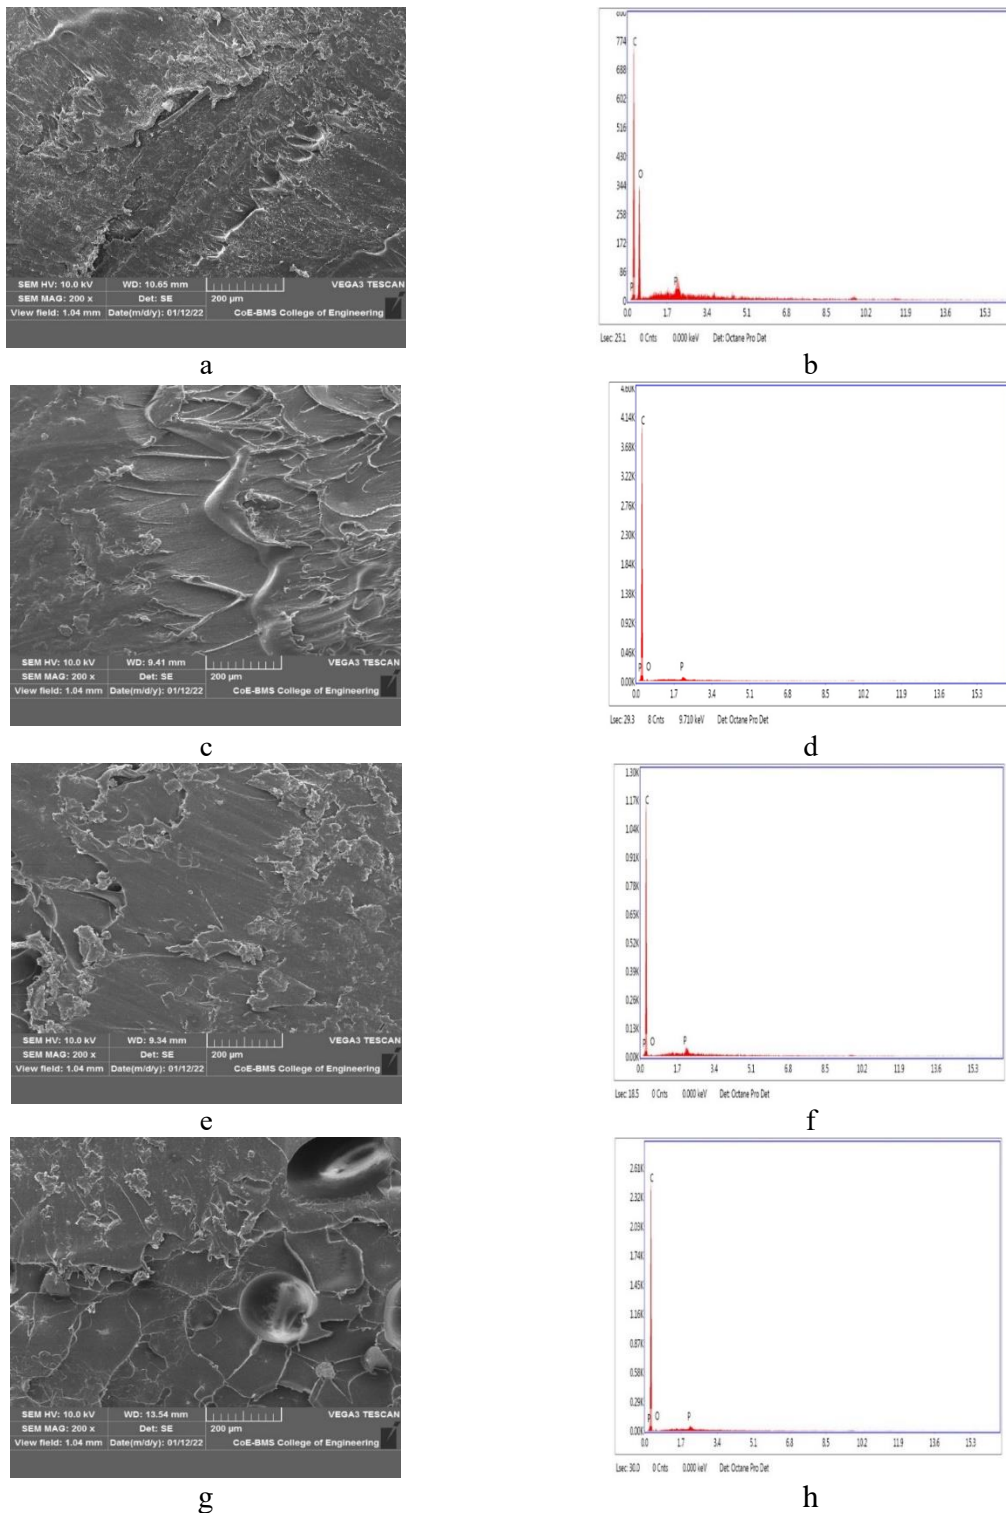 SEM HV: 10.0 kV WD: 10.65 mm VEGA3 TESCAN
SEM MAG: 200 x Det: SE 200 µm
View field: 1.04 mm Date(m/d/y): 01/12/22 CoE-BMS College of Engineering
a
774
688
602
516
430
344
258
172
86
0
C
O
P
P
0.0 1.7 3.4 5.1 6.8 8.5 10.2 11.9 13.6 15.3
Lsec: 25.1 0 Cnts 0.000 keV Det: Octane Pro Det
b
SEM HV: 10.0 kV WD: 9.41 mm VEGA3 TESCAN
SEM MAG: 200 x Det: SE 200 µm
View field: 1.04 mm Date(m/d/y): 01/12/22 CoE-BMS College of Engineering
c
4.60K
4.14K
3.68K
3.22K
2.76K
2.30K
1.84K
1.38K
0.92K
0.46K
0.00K
C
P O P
0.0 1.7 3.4 5.1 6.8 8.5 10.2 11.9 13.6 15.3
Lsec: 29.3 8 Cnts 9.710 keV Det: Octane Pro Det
d
SEM HV: 10.0 kV WD: 9.34 mm VEGA3 TESCAN
SEM MAG: 200 x Det: SE 200 µm
View field: 1.04 mm Date(m/d/y): 01/12/22 CoE-BMS College of Engineering
e
1.30K
1.17K
1.04K
0.91K
0.78K
0.65K
0.52K
0.39K
0.26K
0.13K
0.00K
C
P O P
0.0 1.7 3.4 5.1 6.8 8.5 10.2 11.9 13.6 15.3
Lsec: 18.5 0 Cnts 0.000 keV Det: Octane Pro Det
f
SEM HV: 10.0 kV WD: 13.54 mm VEGA3 TESCAN
SEM MAG: 200 x Det: SE 200 µm
View field: 1.04 mm Date(m/d/y): 01/12/22 CoE-BMS College of Engineering
g
2.61K
2.32K
2.03K
1.74K
1.45K
1.16K
0.87K
0.58K
0.29K
0.00K
C
P O P
0.0 1.7 3.4 5.1 6.8 8.5 10.2 11.9 13.6 15.3
Lsec: 30.0 0 Cnts 0.000 keV Det: Octane Pro Det
h